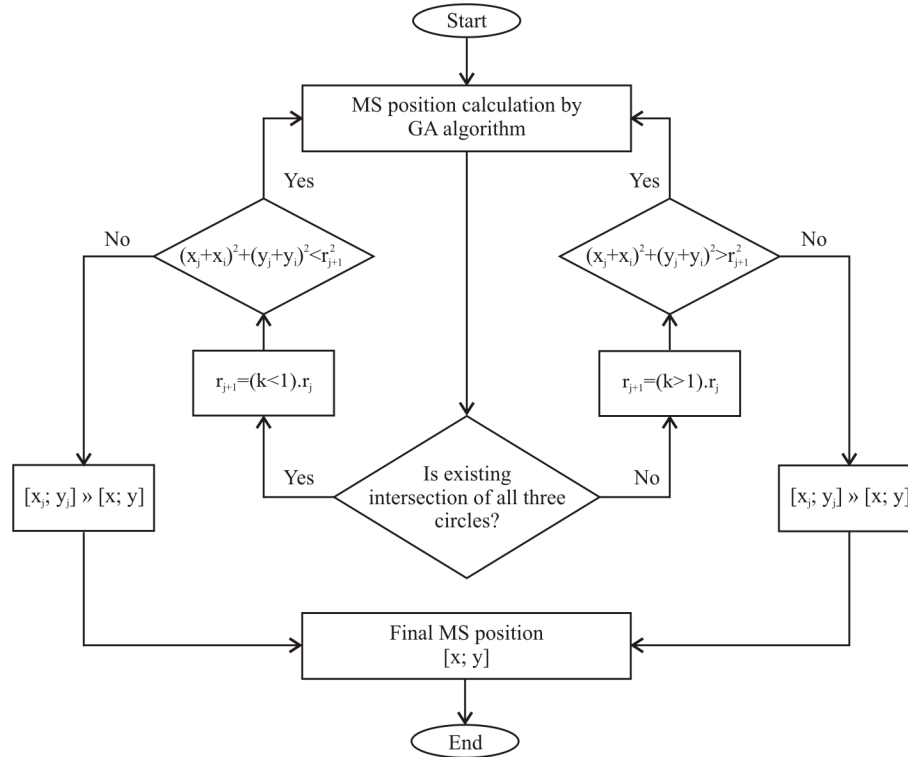 Start
MS position calculation by
GA algorithm
Yes
Yes
No
(xⱼ+xᵢ)²+(yⱼ+yᵢ)²<r²ⱼ₊₁
(xⱼ+xᵢ)²+(yⱼ+yᵢ)²>r²ⱼ₊₁
No
rⱼ₊₁=(k<1).rⱼ
rⱼ₊₁=(k>1).rⱼ
Yes
Is existing
intersection of all three
circles?
No
[xⱼ; yⱼ] » [x; y]
[xⱼ; yⱼ] » [x; y]
Final MS position
[x; y]
End